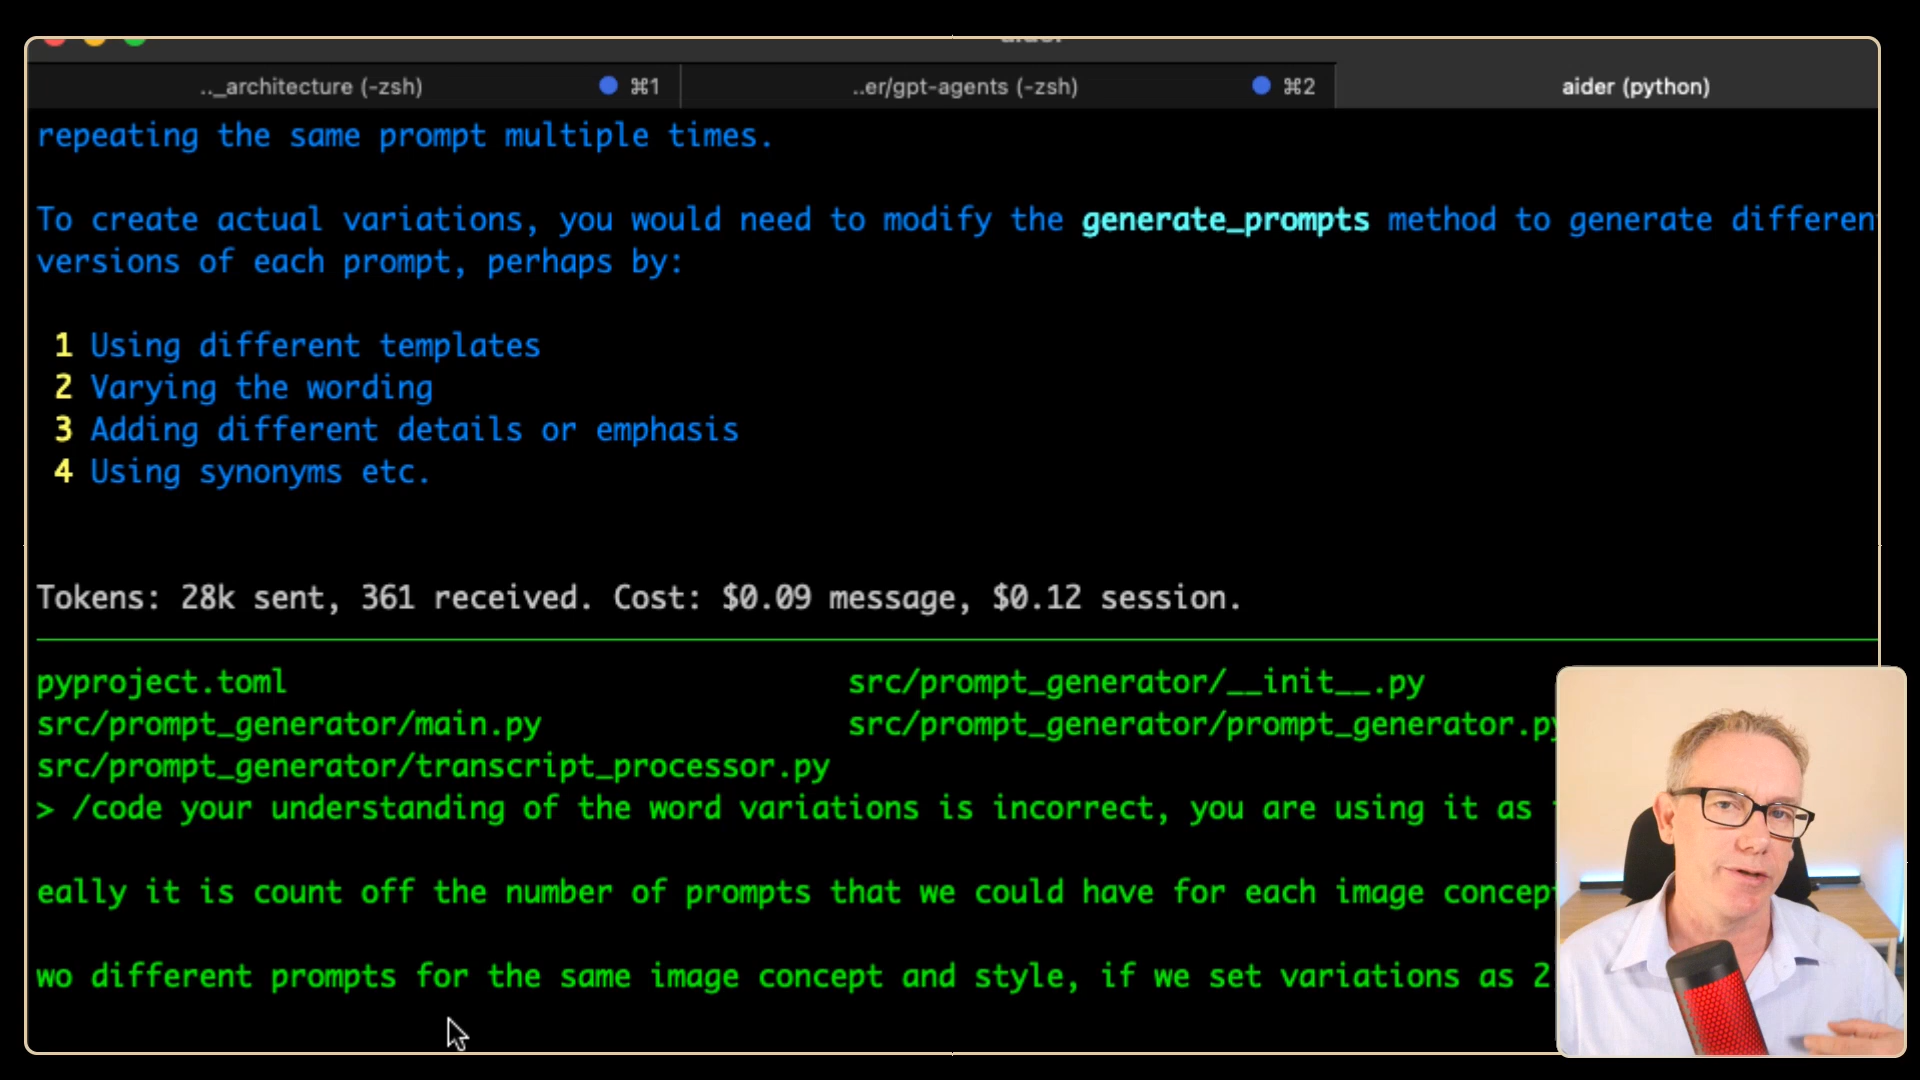 .._architecture (-zsh) ⌘1 ..er/gpt-agents (-zsh) ⌘2 aider (python)
repeating the same prompt multiple times.
To create actual variations, you would need to modify the generate_prompts method to generate differen
versions of each prompt, perhaps by:
1 Using different templates
2 Varying the wording
3 Adding different details or emphasis
4 Using synonyms etc.
Tokens: 28k sent, 361 received. Cost: $0.09 message, $0.12 session.
pyproject.toml src/prompt_generator/__init__.py
src/prompt_generator/main.py src/prompt_generator/prompt_generator.py
src/prompt_generator/transcript_processor.py
> /code your understanding of the word variations is incorrect, you are using it as
eally it is count off the number of prompts that we could have for each image concept
wo different prompts for the same image concept and style, if we set variations as 2